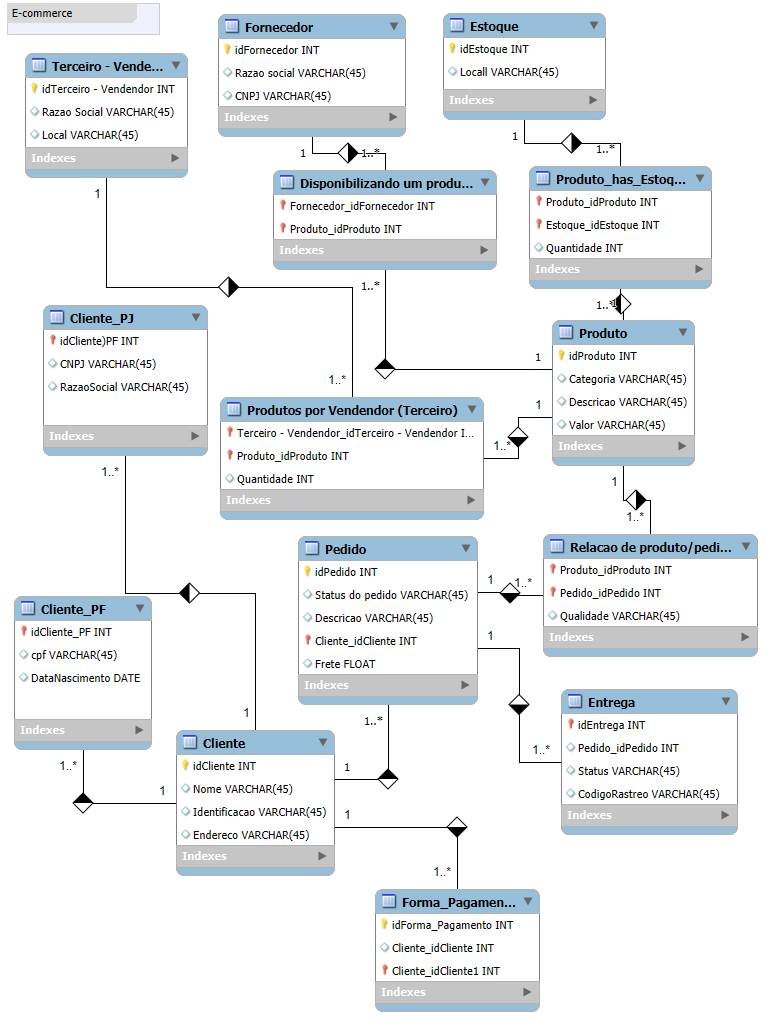 E-commerce
Fornecedor
idFornecedor INT
Razao social VARCHAR(45)
CNPJ VARCHAR(45)
Indexes
Estoque
idEstoque INT
Locall VARCHAR(45)
Indexes
Terceiro - Vende...
idTerceiro - Vendendor INT
Razao Social VARCHAR(45)
Local VARCHAR(45)
Indexes
1
1..*
1
1..*
1
Disponibilizando um produ...
Fornecedor_idFornecedor INT
Produto_idProduto INT
Indexes
Produto_has_Estoq...
Produto_idProduto INT
Estoque_idEstoque INT
Quantidade INT
Indexes
1..*
1..*
1
Cliente_PJ
idCliente)PF INT
CNPJ VARCHAR(45)
RazaoSocial VARCHAR(45)
Indexes
Produto
idProduto INT
Categoria VARCHAR(45)
Descricao VARCHAR(45)
Valor VARCHAR(45)
Indexes
1
1..*
1
1..*
Produtos por Vendendor (Terceiro)
Terceiro - Vendendor_idTerceiro - Vendendor I...
Produto_idProduto INT
Quantidade INT
Indexes
1..*
1
1..*
Pedido
idPedido INT
Status do pedido VARCHAR(45)
Descricao VARCHAR(45)
Cliente_idCliente INT
Frete FLOAT
Indexes
1
1..*
1
Relacao de produto/pedi...
Produto_idProduto INT
Pedido_idPedido INT
Qualidade VARCHAR(45)
Indexes
Cliente_PF
idCliente_PF INT
cpf VARCHAR(45)
DataNascimento DATE
Indexes
Entrega
idEntrega INT
Pedido_idPedido INT
Status VARCHAR(45)
CodigoRastreo VARCHAR(45)
Indexes
1
1..*
1..*
1..*
1
1
1
Cliente
idCliente INT
Nome VARCHAR(45)
Identificacao VARCHAR(45)
Endereco VARCHAR(45)
Indexes
1..*
Forma_Pagamen...
idForma_Pagamento INT
Cliente_idCliente INT
Cliente_idCliente1 INT
Indexes